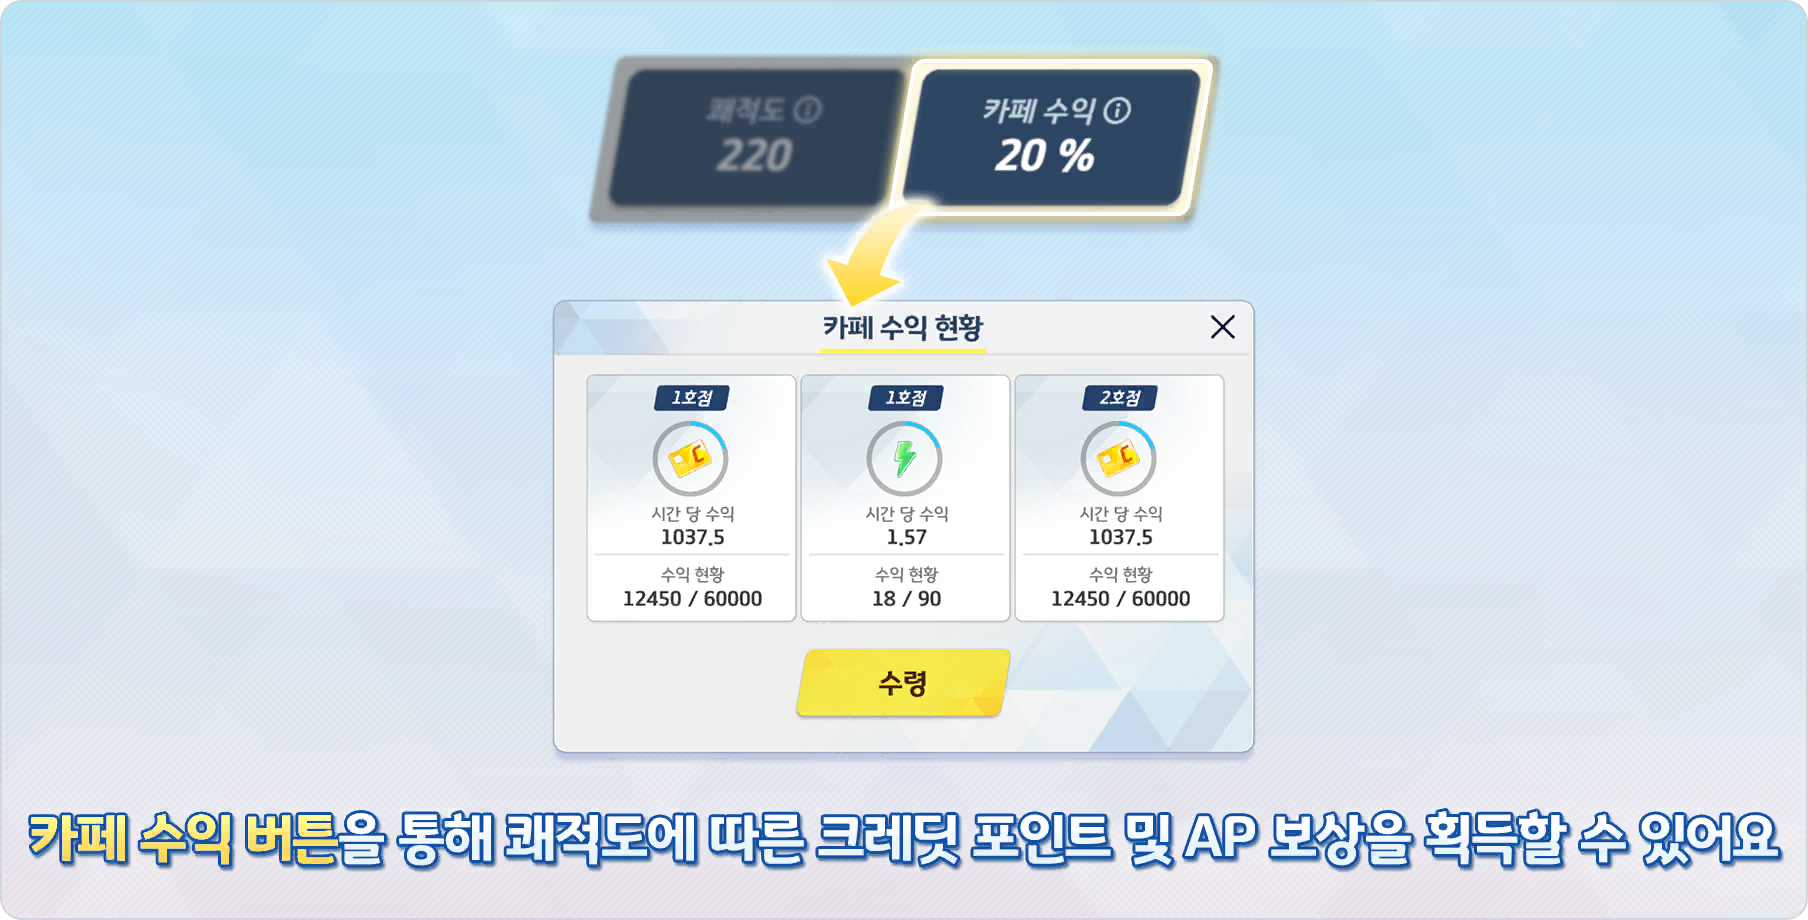 쾌적도
220
카페 수익
20 %
카페 수익 현황
1호점
시간 당 수익
1037.5
수익 현황
12450 / 60000
1호점
시간 당 수익
1.57
수익 현황
18 / 90
2호점
시간 당 수익
1037.5
수익 현황
12450 / 60000
수령
카페 수익 버튼을 통해 쾌적도에 따른 크레딧 포인트 및 AP 보상을 획득할 수 있어요